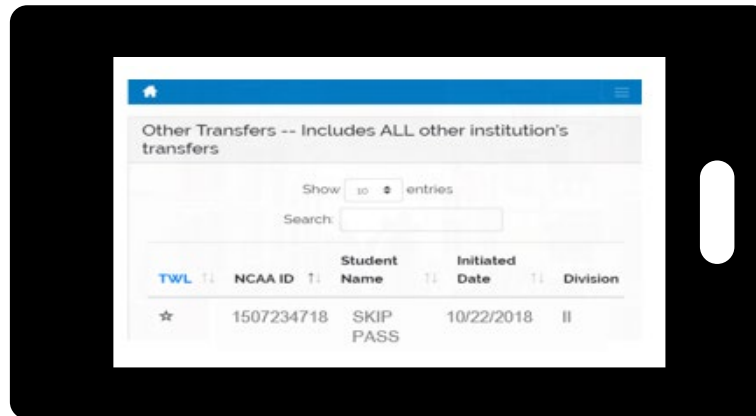 Other Transfers -- Includes ALL other institution's
transfers
Show 10 entries
Search:
TWL NCAA ID Student Name Initiated Date Division
1507234718 SKIP PASS 10/22/2018 II